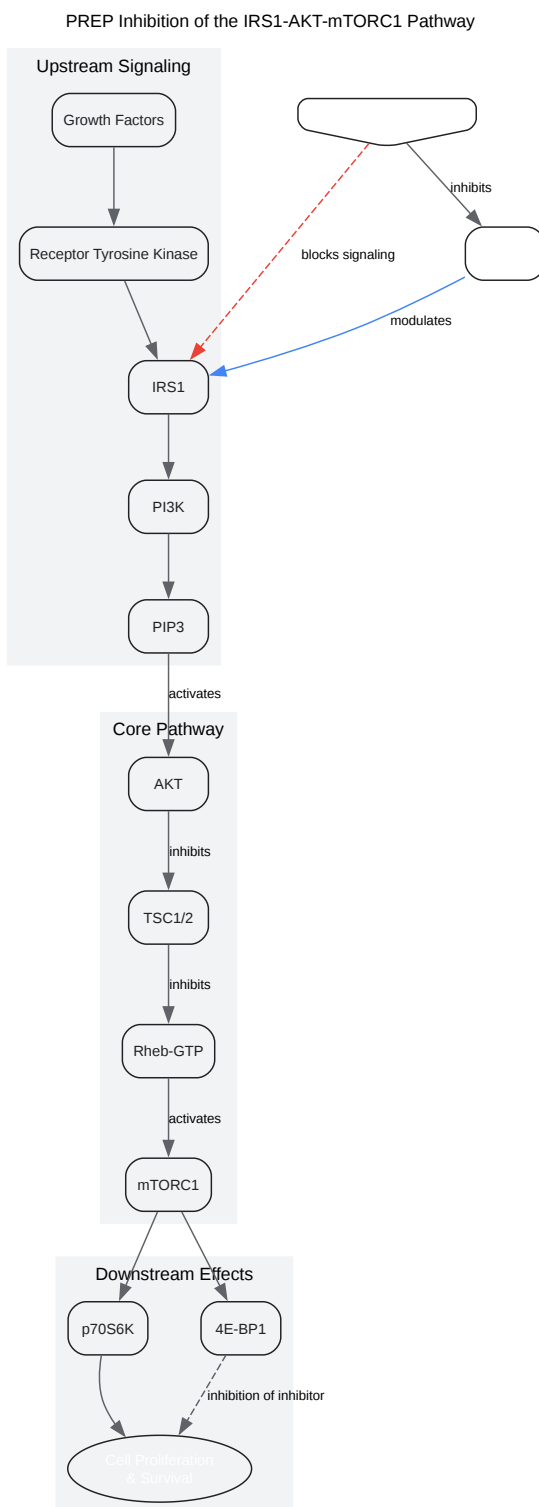 PREP Inhibition of the IRS1-AKT-mTORC1 Pathway
Upstream Signaling
Growth Factors
inhibits
Receptor Tyrosine Kinase
blocks signaling
modulates
IRS1
PI3K
PIP3
activates
Core Pathway
AKT
inhibits
TSC1/2
inhibits
Rheb-GTP
activates
mTORC1
Downstream Effects
p70S6K
4E-BP1
inhibition of inhibitor
Cell Proliferation
& Survival